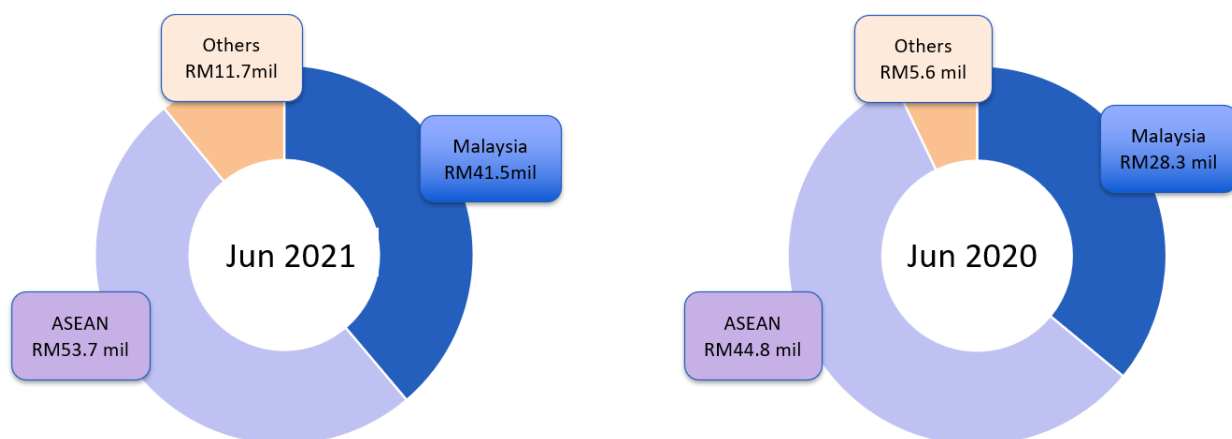 Others
RM11.7mil
Malaysia
RM41.5mil
Jun 2021
ASEAN
RM53.7 mil
Others
RM5.6 mil
Malaysia
RM28.3 mil
Jun 2020
ASEAN
RM44.8 mil